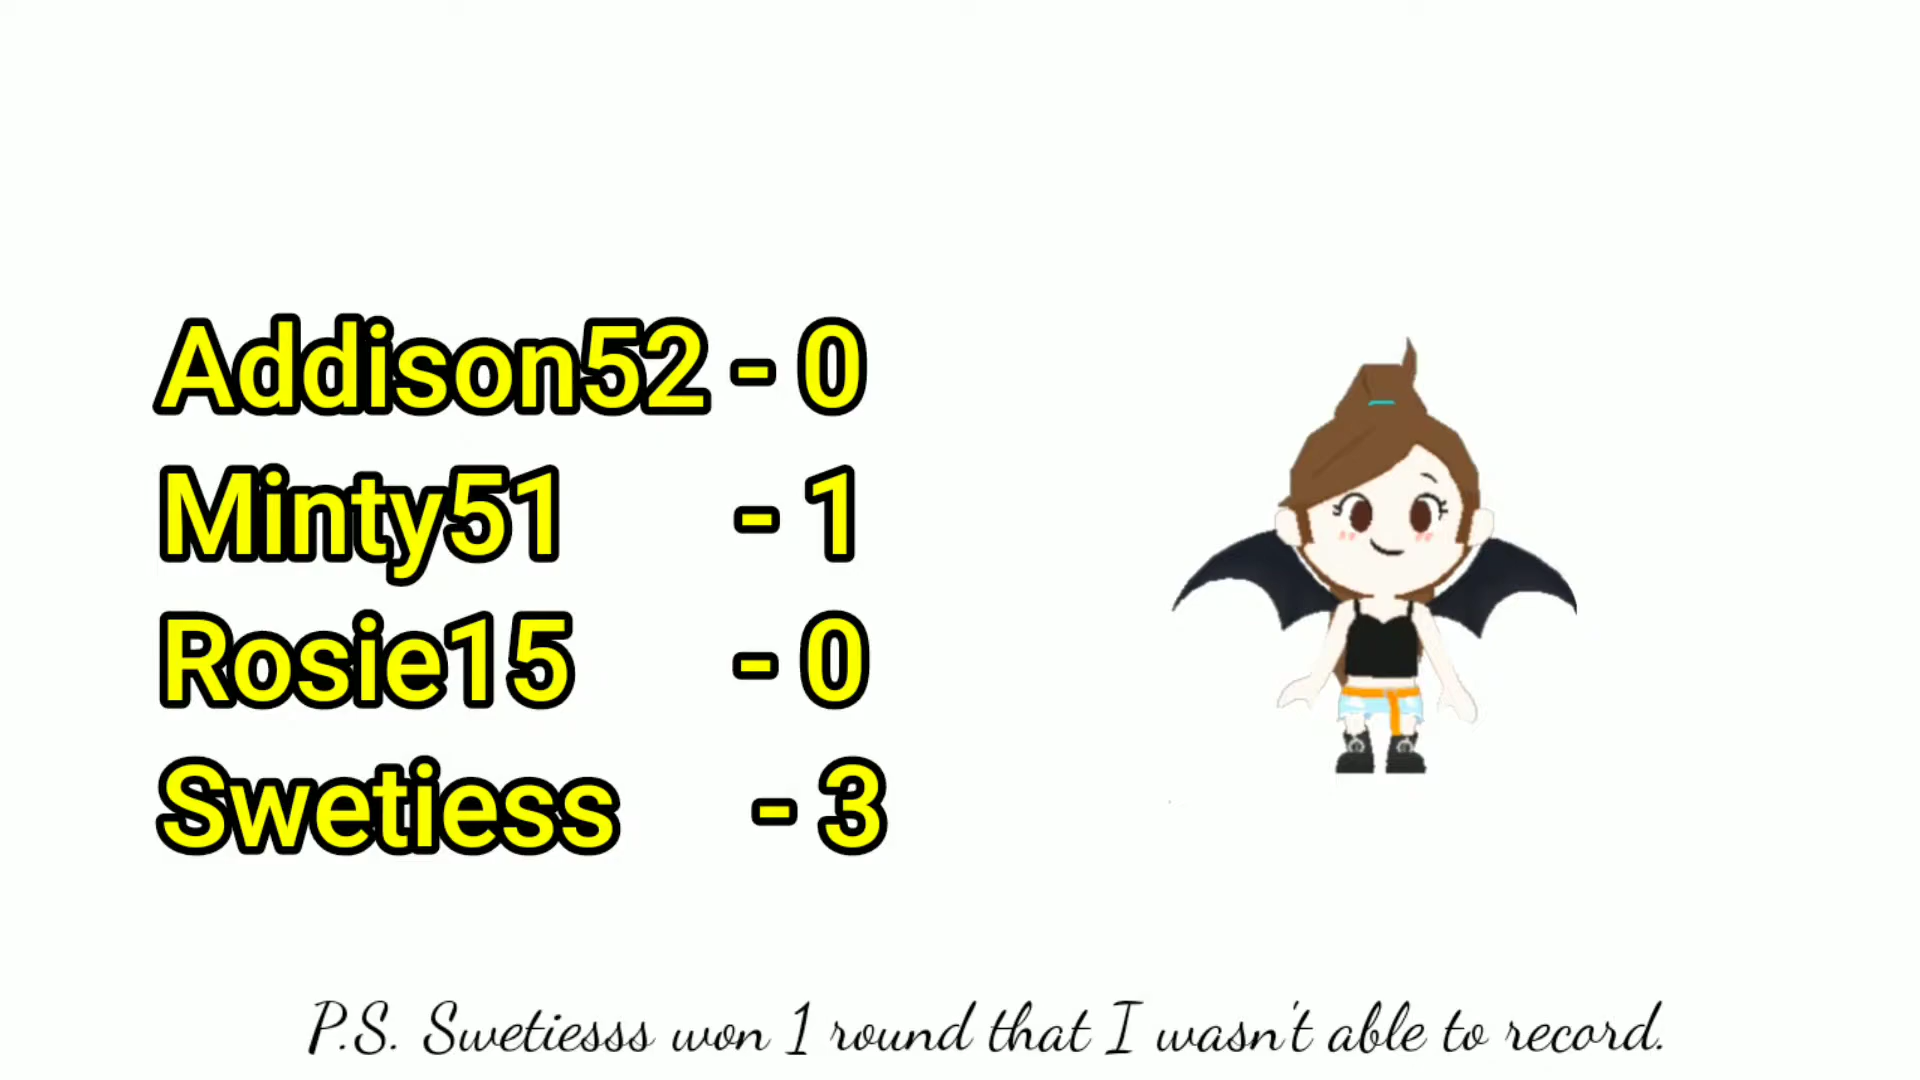 Addison52 - 0
Minty51 - 1
Rosie15 - 0
Swetiess - 3
P.S. Swetiesss won 1 round that I wasn't able to record.